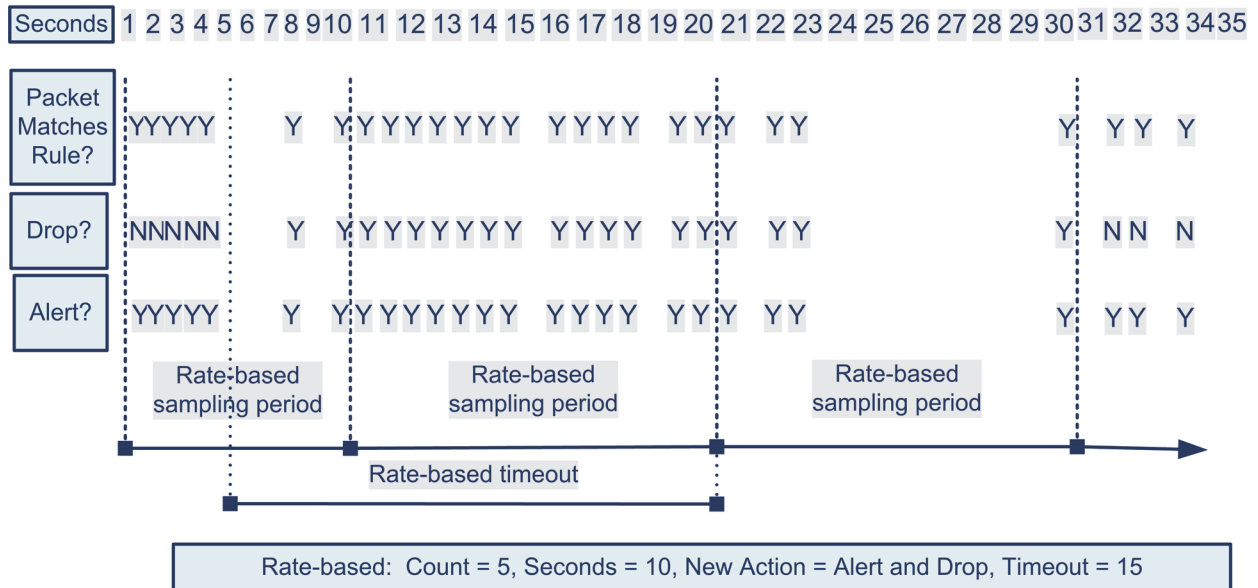 Seconds 1 2 3 4 5 6 7 8 9 10 11 12 13 14 15 16 17 18 19 20 21 22 23 24 25 26 27 28 29 30 31 32 33 34 35
Packet
Matches
Rule?
YYYYY Y Y Y Y Y Y Y Y Y Y Y Y Y Y Y Y Y Y Y Y Y Y
Drop?
NNNNN Y Y Y Y Y Y Y Y Y Y Y Y Y Y Y Y Y Y Y N N N
Alert?
YYYYY Y Y Y Y Y Y Y Y Y Y Y Y Y Y Y Y Y Y Y Y Y Y
Rate-based
sampling period
Rate-based
sampling period
Rate-based
sampling period
Rate-based timeout
Rate-based: Count = 5, Seconds = 10, New Action = Alert and Drop, Timeout = 15